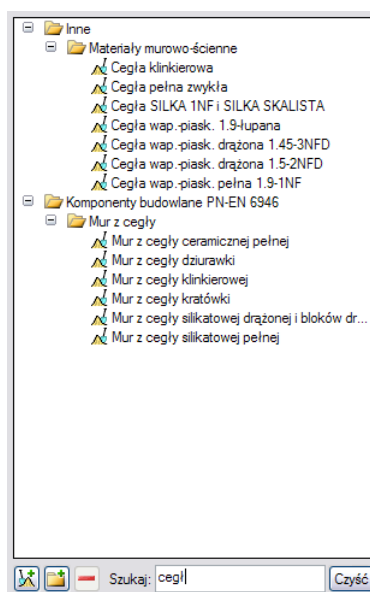 Inne
Materiały murowo-ścienne
Cegła klinkierowa
Cegła pełna zwykła
Cegła SILKA 1NF i SILKA SKALISTA
Cegła wap.-piask. 1.9-łupana
Cegła wap.-piask. drążona 1.45-3NFD
Cegła wap.-piask. drążona 1.5-2NFD
Cegła wap.-piask. pełna 1.9-1NF
Komponenty budowlane PN-EN 6946
Mur z cegły
Mur z cegły ceramicznej pełnej
Mur z cegły dziurawki
Mur z cegły klinkierowej
Mur z cegły kratówki
Mur z cegły silikatowej drążonej i bloków dr...
Mur z cegły silikatowej pełnej
Szukaj: cegł Czyść